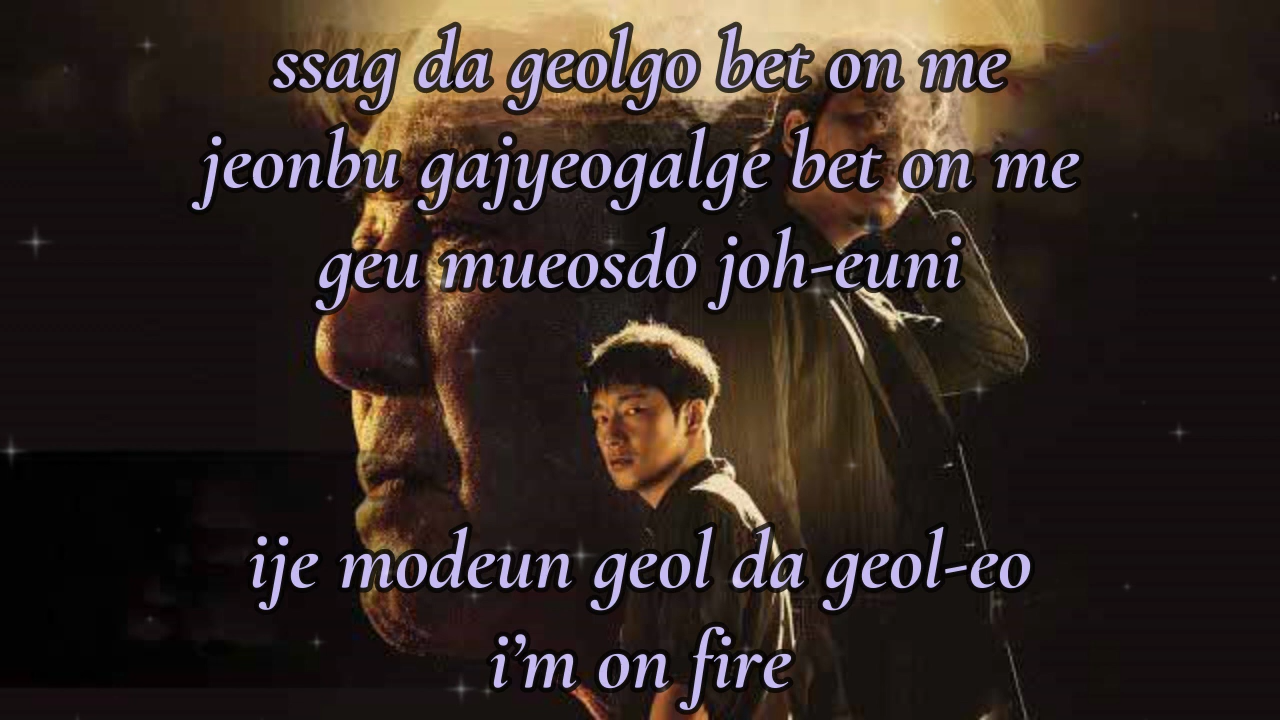 ssag da geolgo bet on me
jeonbu gajyeogalge bet on me
geu mueosdo joh-euni
ije modeun geol da geol-eo
i’m on fire